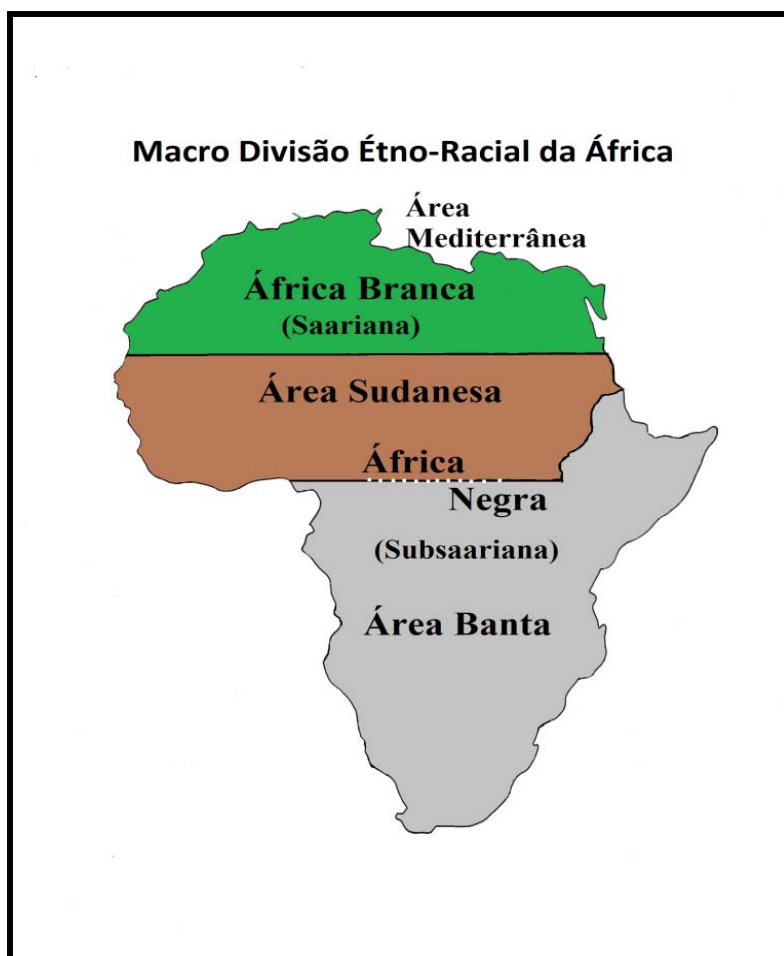 Macro Divisão Étno-Racial da África
Área
Mediterrânea
África Branca
(Saariana)
Área Sudanesa
África
Negra
(Subsaariana)
Área Banta